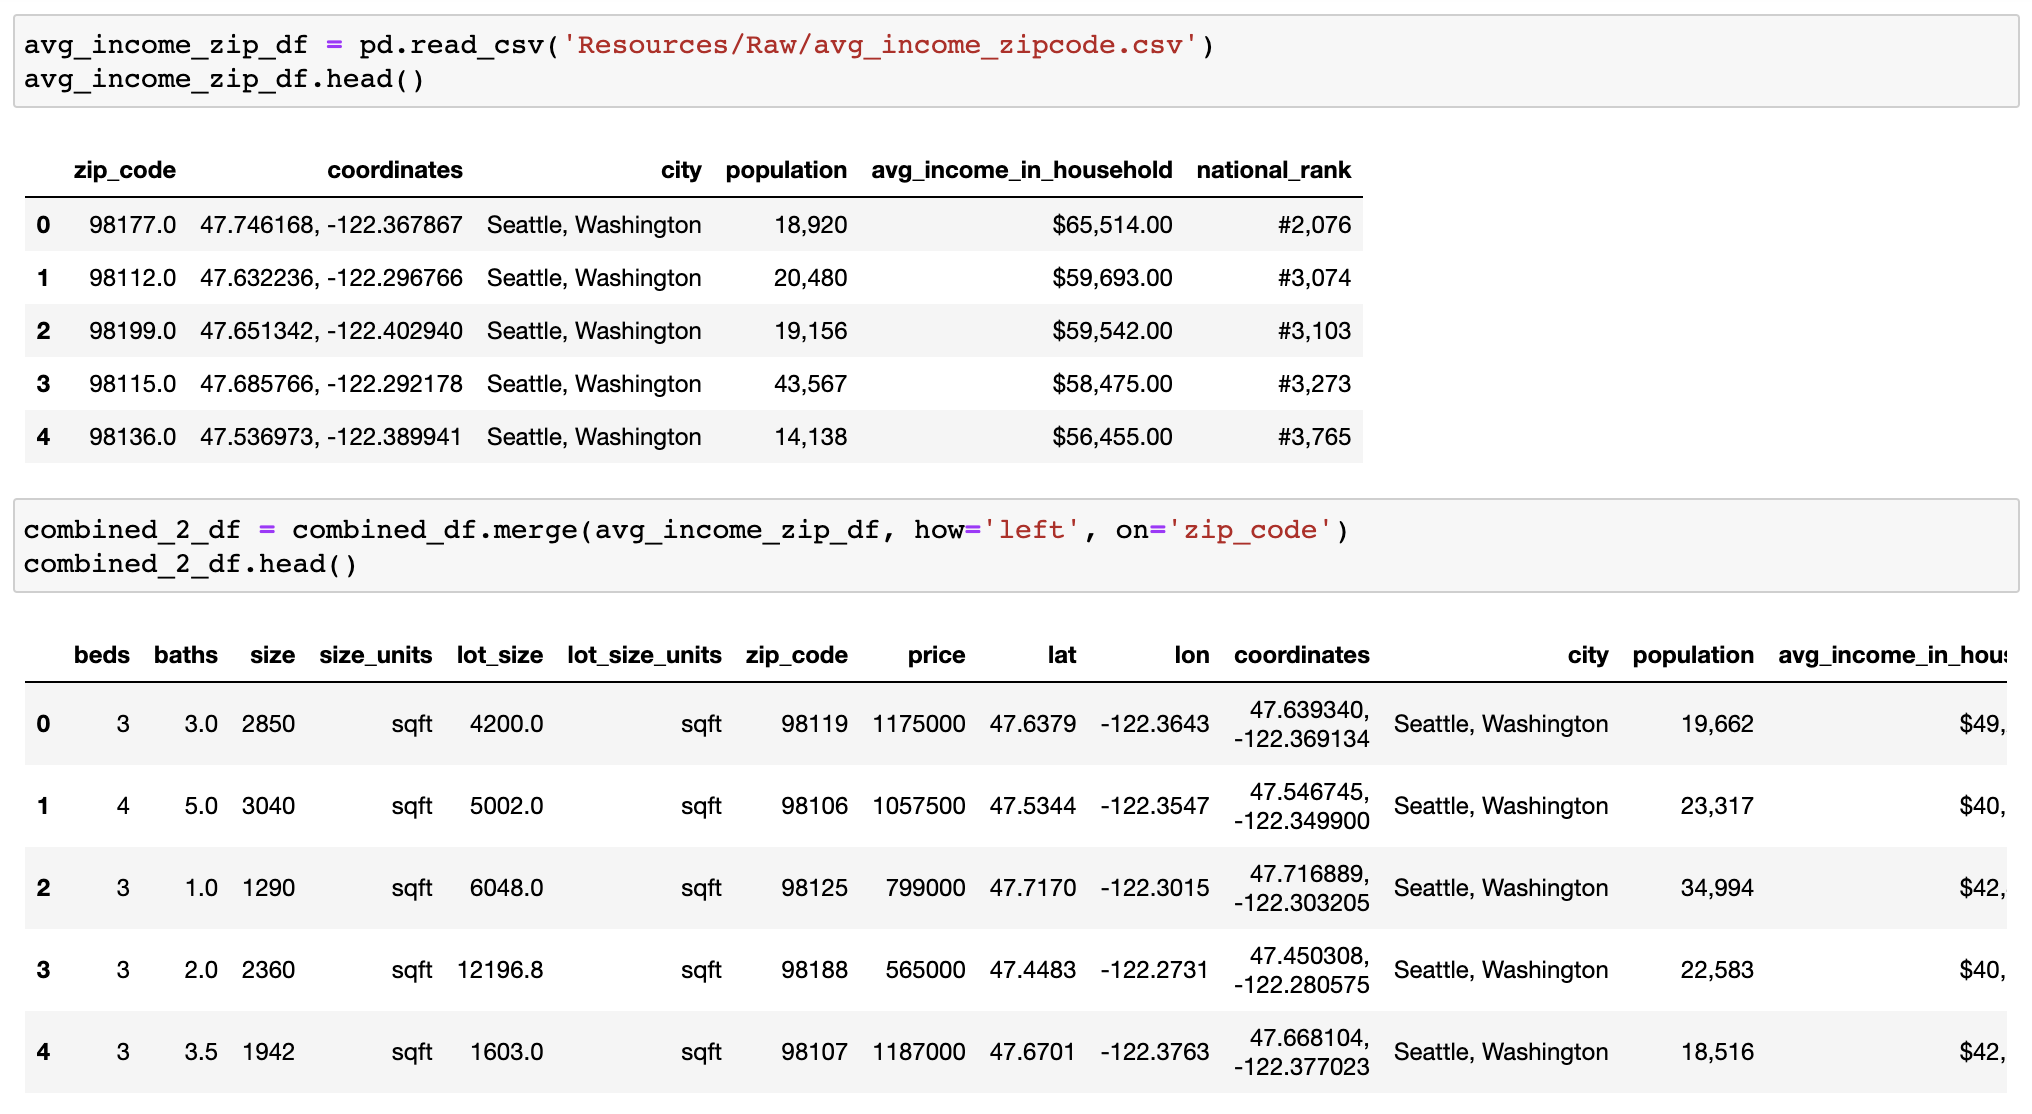 avg_income_zip_df = pd.read_csv('Resources/Raw/avg_income_zipcode.csv')
avg_income_zip_df.head()
zip_code coordinates city population avg_income_in_household national_rank
0 98177.0 47.746168, -122.367867 Seattle, Washington 18,920 $65,514.00 #2,076
1 98112.0 47.632236, -122.296766 Seattle, Washington 20,480 $59,693.00 #3,074
2 98199.0 47.651342, -122.402940 Seattle, Washington 19,156 $59,542.00 #3,103
3 98115.0 47.685766, -122.292178 Seattle, Washington 43,567 $58,475.00 #3,273
4 98136.0 47.536973, -122.389941 Seattle, Washington 14,138 $56,455.00 #3,765
combined_2_df = combined_df.merge(avg_income_zip_df, how='left', on='zip_code')
combined_2_df.head()
beds baths size size_units lot_size lot_size_units zip_code price lat lon coordinates city population avg_income_in_hous
0 3 3.0 2850 sqft 4200.0 sqft 98119 1175000 47.6379 -122.3643 47.639340, -122.369134 Seattle, Washington 19,662 $49,
1 4 5.0 3040 sqft 5002.0 sqft 98106 1057500 47.5344 -122.3547 47.546745, -122.349900 Seattle, Washington 23,317 $40,
2 3 1.0 1290 sqft 6048.0 sqft 98125 799000 47.7170 -122.3015 47.716889, -122.303205 Seattle, Washington 34,994 $42,
3 3 2.0 2360 sqft 12196.8 sqft 98188 565000 47.4483 -122.2731 47.450308, -122.280575 Seattle, Washington 22,583 $40,
4 3 3.5 1942 sqft 1603.0 sqft 98107 1187000 47.6701 -122.3763 47.668104, -122.377023 Seattle, Washington 18,516 $42,